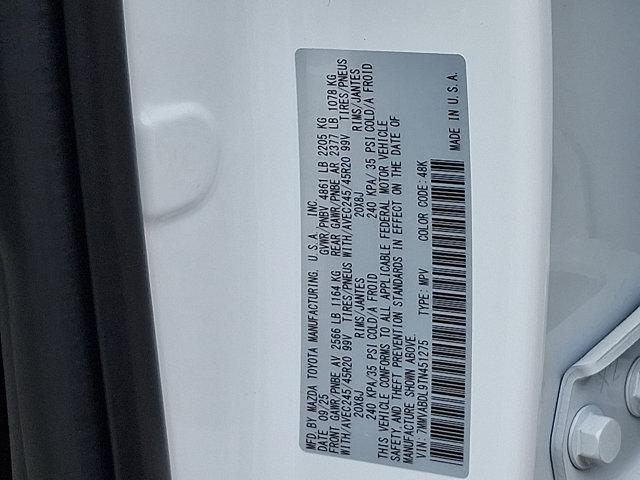 MFD BY MAZDA TOYOTA MANUFACTURING, U.S.A. INC.
DATE 09/25 GVWR/PNBV 4861 LB 2205 KG
FRONT GAWR/PNBE AV 2566 LB 1164 KG REAR GAWR/PNBE AR 2377 LB 1078 KG
WITH/AVEC245/45R20 99V TIRES/PNEUS WITH/AVEC245/45R20 99V TIRES/PNEUS
20X8J RIMS/JANTES 20X8J RIMS/JANTES
240 KPA/35 PSI COLD/A FROID 240 KPA/ 35 PSI COLD/A FROID
THIS VEHICLE CONFORMS TO ALL APPLICABLE FEDERAL MOTOR VEHICLE
SAFETY AND THEFT PREVENTION STANDARDS IN EFFECT ON THE DATE OF
MANUFACTURE SHOWN ABOVE.
VIN: 7MMVABDL9TN451275 TYPE: MPV COLOR CODE: 48K
MADE IN U.S.A.